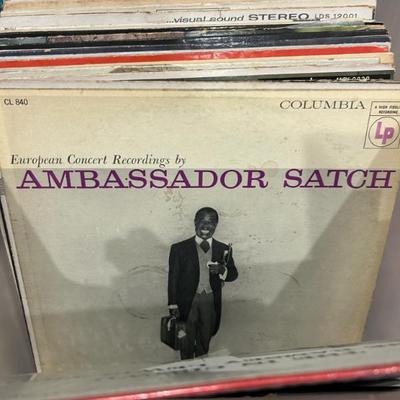 ...visual sound STEREO LDS 12001
CL 840
COLUMBIA
A HIGH FIDELITY RECORDING
Lp
European Concert Recordings by
AMBASSADOR SATCH